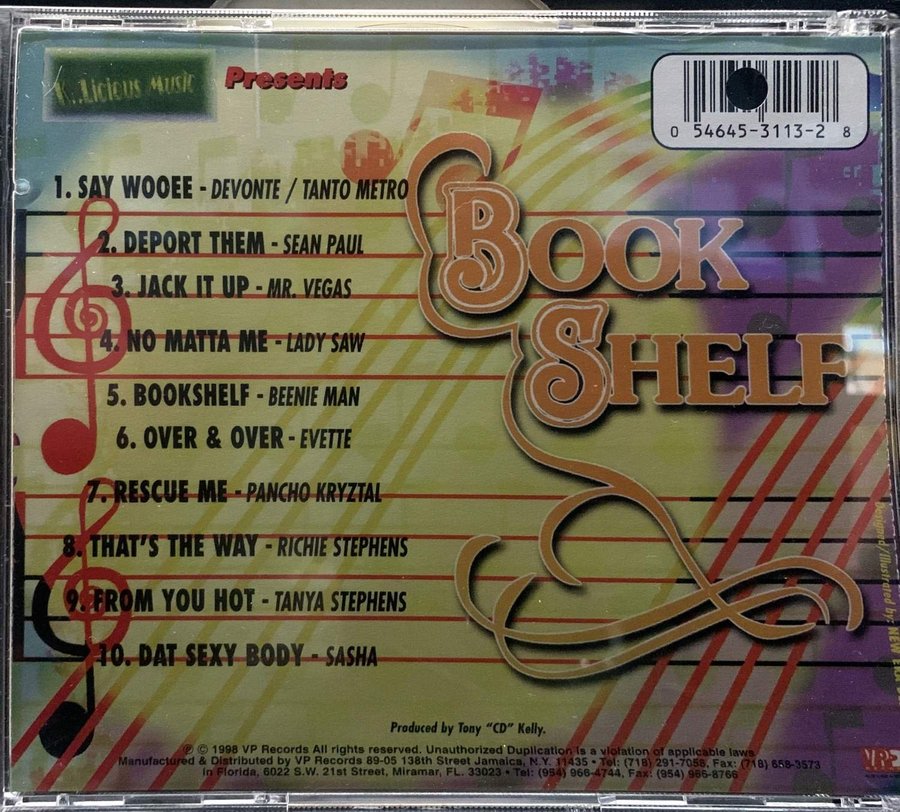 K..Licious Music Presents
0 54645-3113-2 8
1. SAY WOOEE - DEVONTE / TANTO METRO
2. DEPORT THEM - SEAN PAUL
3. JACK IT UP - MR. VEGAS
4. NO MATTA ME - LADY SAW
5. BOOKSHELF - BEENIE MAN
6. OVER & OVER - EVETTE
7. RESCUE ME - PANCHO KRYZTAL
8. THAT'S THE WAY - RICHIE STEPHENS
9. FROM YOU HOT - TANYA STEPHENS
10. DAT SEXY BODY - SASHA
BOOK
SHELF
Designed/Illustrated by: NEW
Produced by Tony "CD" Kelly.
℗ © 1998 VP Records All rights reserved. Unauthorized Duplication is a violation of applicable laws
Manufactured & Distributed by VP Records 89-05 138th Street Jamaica, N.Y. 11435 • Tel: (718) 291-7058, Fax: (718) 658-3573
In Florida, 6022 S.W. 21st Street, Miramar, FL. 33023 • Tel: (954) 966-4744, Fax: (954) 966-8766
VP